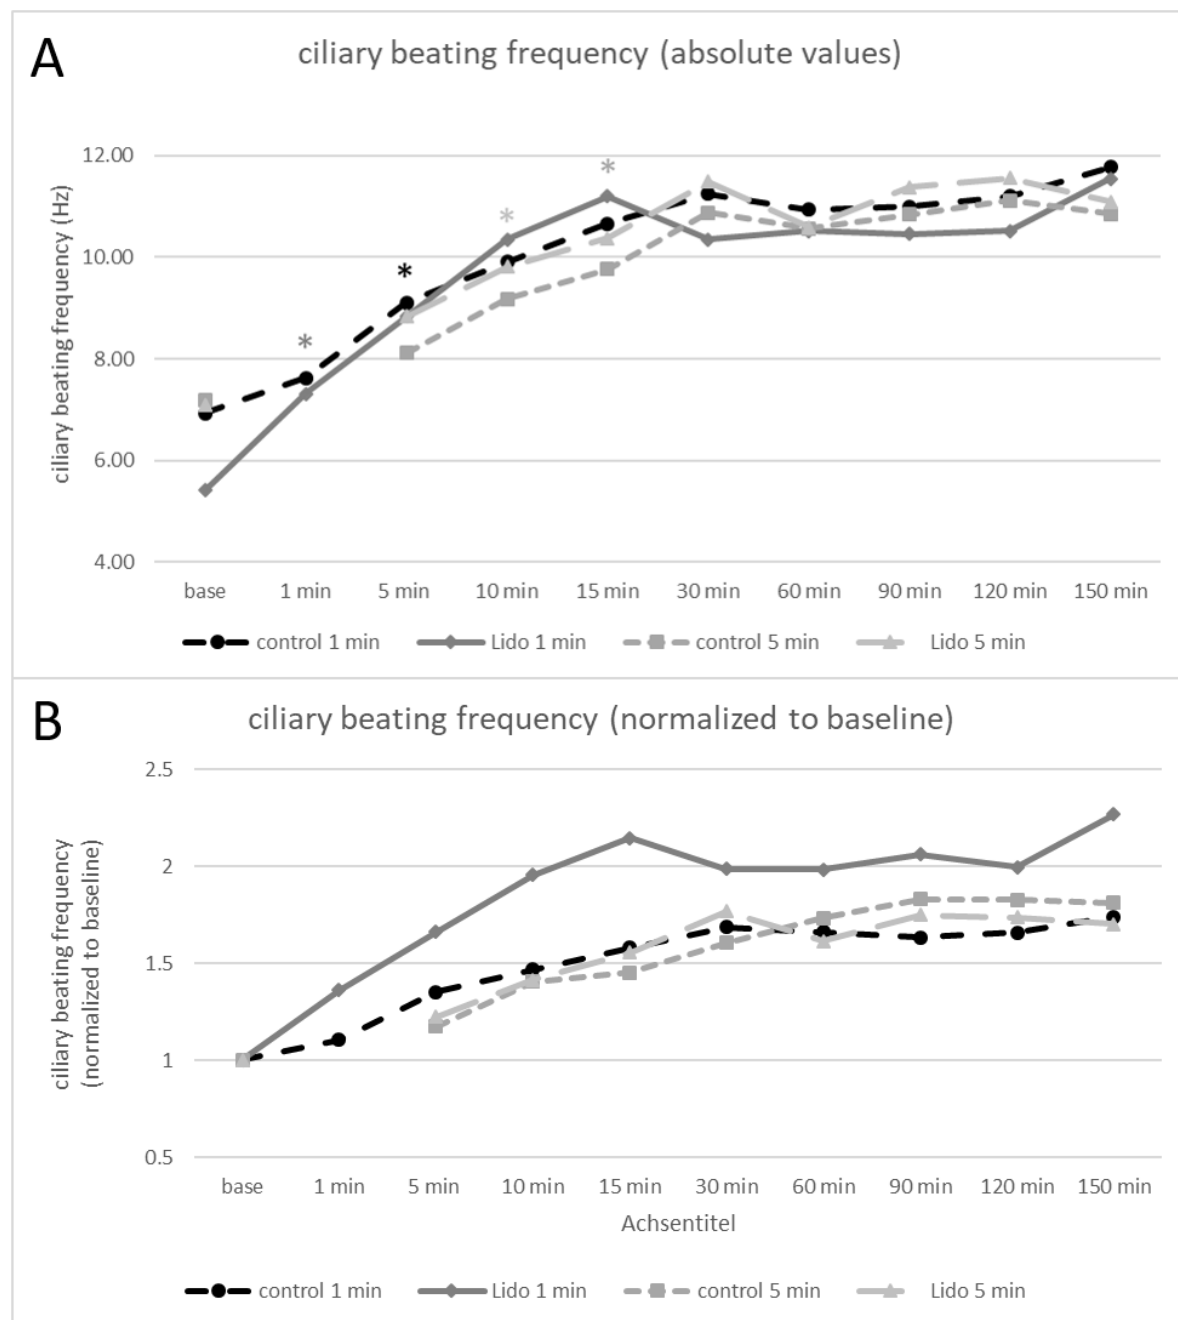 A
ciliary beating frequency (absolute values)
ciliary beating frequency (Hz)
12.00
10.00
8.00
6.00
4.00
*
*
*
*
base 1 min 5 min 10 min 15 min 30 min 60 min 90 min 120 min 150 min
control 1 min Lido 1 min control 5 min Lido 5 min
B
ciliary beating frequency (normalized to baseline)
ciliary beating frequency
(normalized to baseline)
2.5
2
1.5
1
0.5
base 1 min 5 min 10 min 15 min 30 min 60 min 90 min 120 min 150 min
Achsentitel
control 1 min Lido 1 min control 5 min Lido 5 min